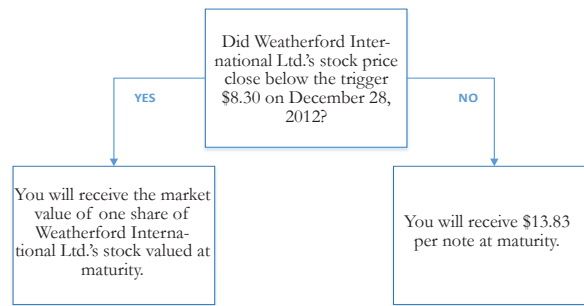 Did Weatherford Inter-
national Ltd.'s stock price
close below the trigger
$8.30 on December 28,
2012?
YES
NO
You will receive the market
value of one share of
Weatherford Interna-
tional Ltd.'s stock valued at
maturity.
You will receive $13.83
per note at maturity.